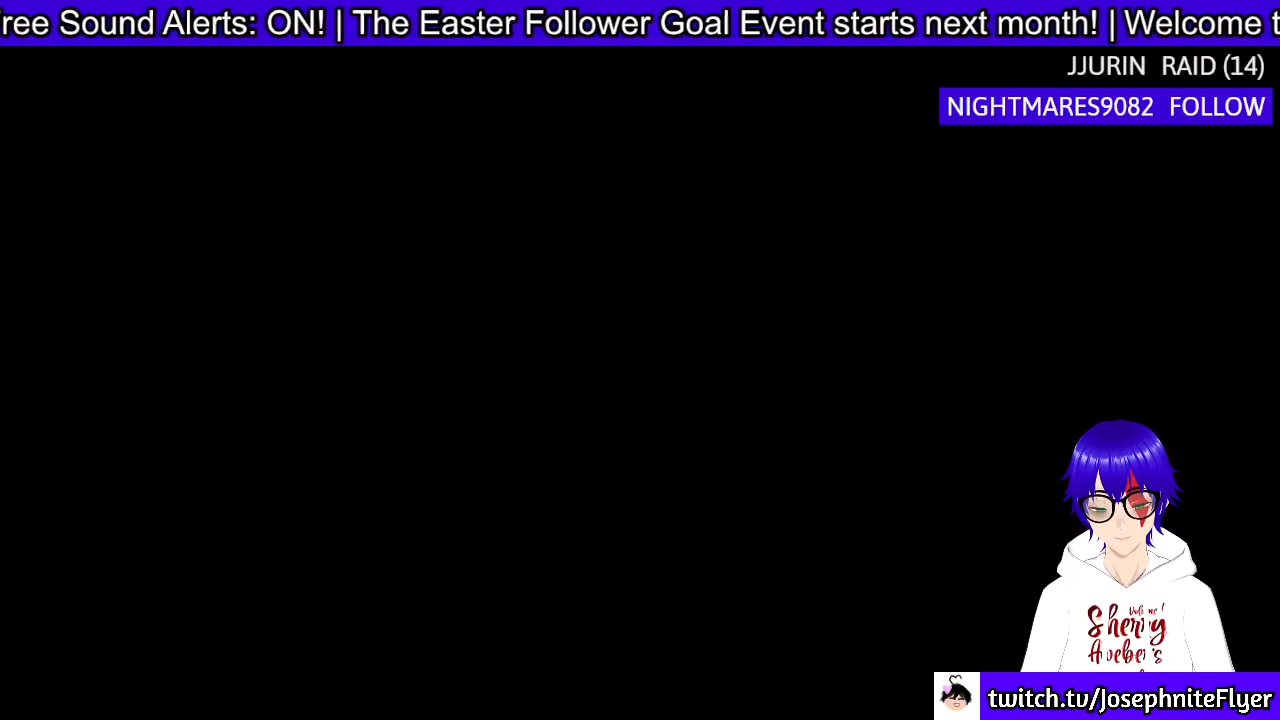 ree Sound Alerts: ON! | The Easter Follower Goal Event starts next month! | Welcome t
JJURIN RAID (14)
NIGHTMARES9082 FOLLOW
Sherry
twitch.tv/JosephniteFlyer